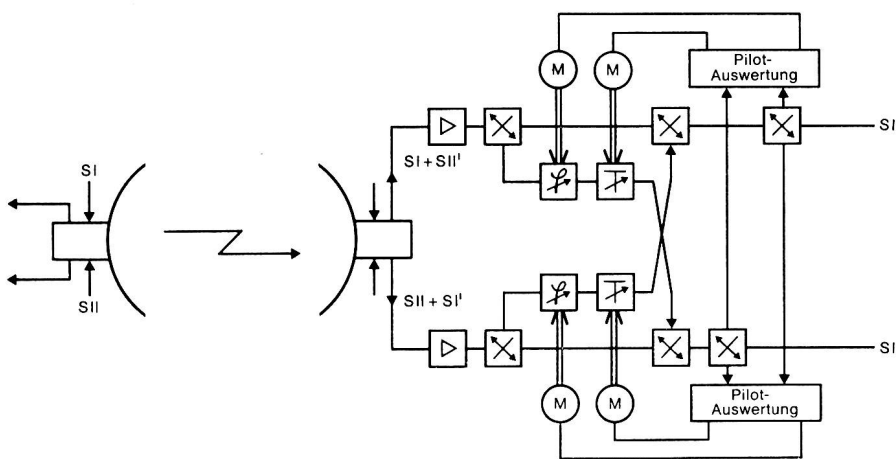 M
M
Pilot-
Auswertung
SI
SI + SII'
SI
φ
T
SII
SII + SI'
φ
T
SI
M
M
Pilot-
Auswertung